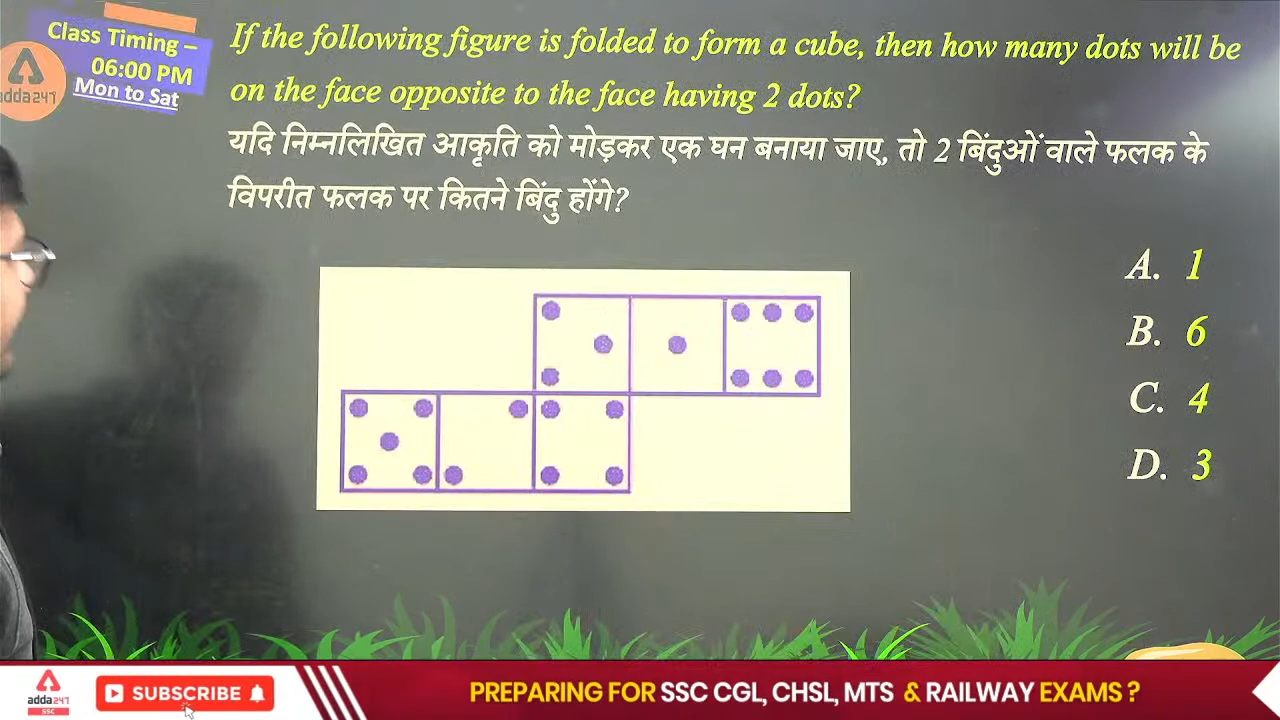 Class Timing –
06:00 PM
Mon to Sat
adda247
If the following figure is folded to form a cube, then how many dots will be
on the face opposite to the face having 2 dots?
यदि निम्नलिखित आकृति को मोड़कर एक घन बनाया जाए, तो 2 बिंदुओं वाले फलक के
विपरीत फलक पर कितने बिंदु होंगे?
A. 1
B. 6
C. 4
D. 3
adda247
SSC
SUBSCRIBE
PREPARING FOR SSC CGL, CHSL, MTS & RAILWAY EXAMS ?